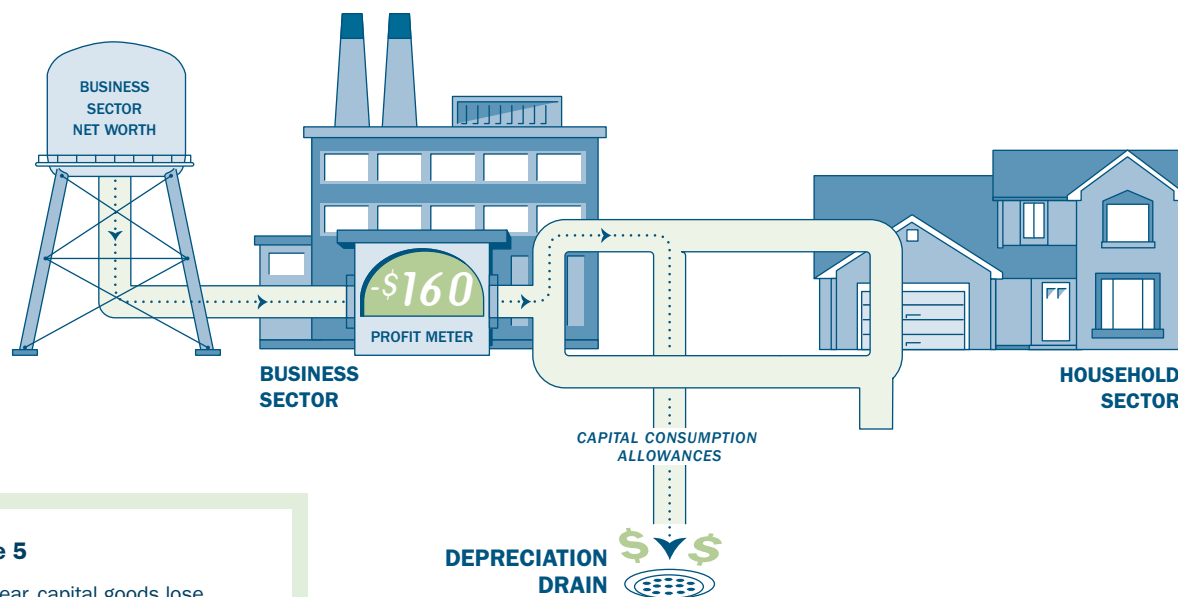 BUSINESS
SECTOR
NET WORTH
-$160
PROFIT METER
BUSINESS
SECTOR
HOUSEHOLD
SECTOR
CAPITAL CONSUMPTION
ALLOWANCES
$ $
DEPRECIATION
DRAIN
5
capital goods lose